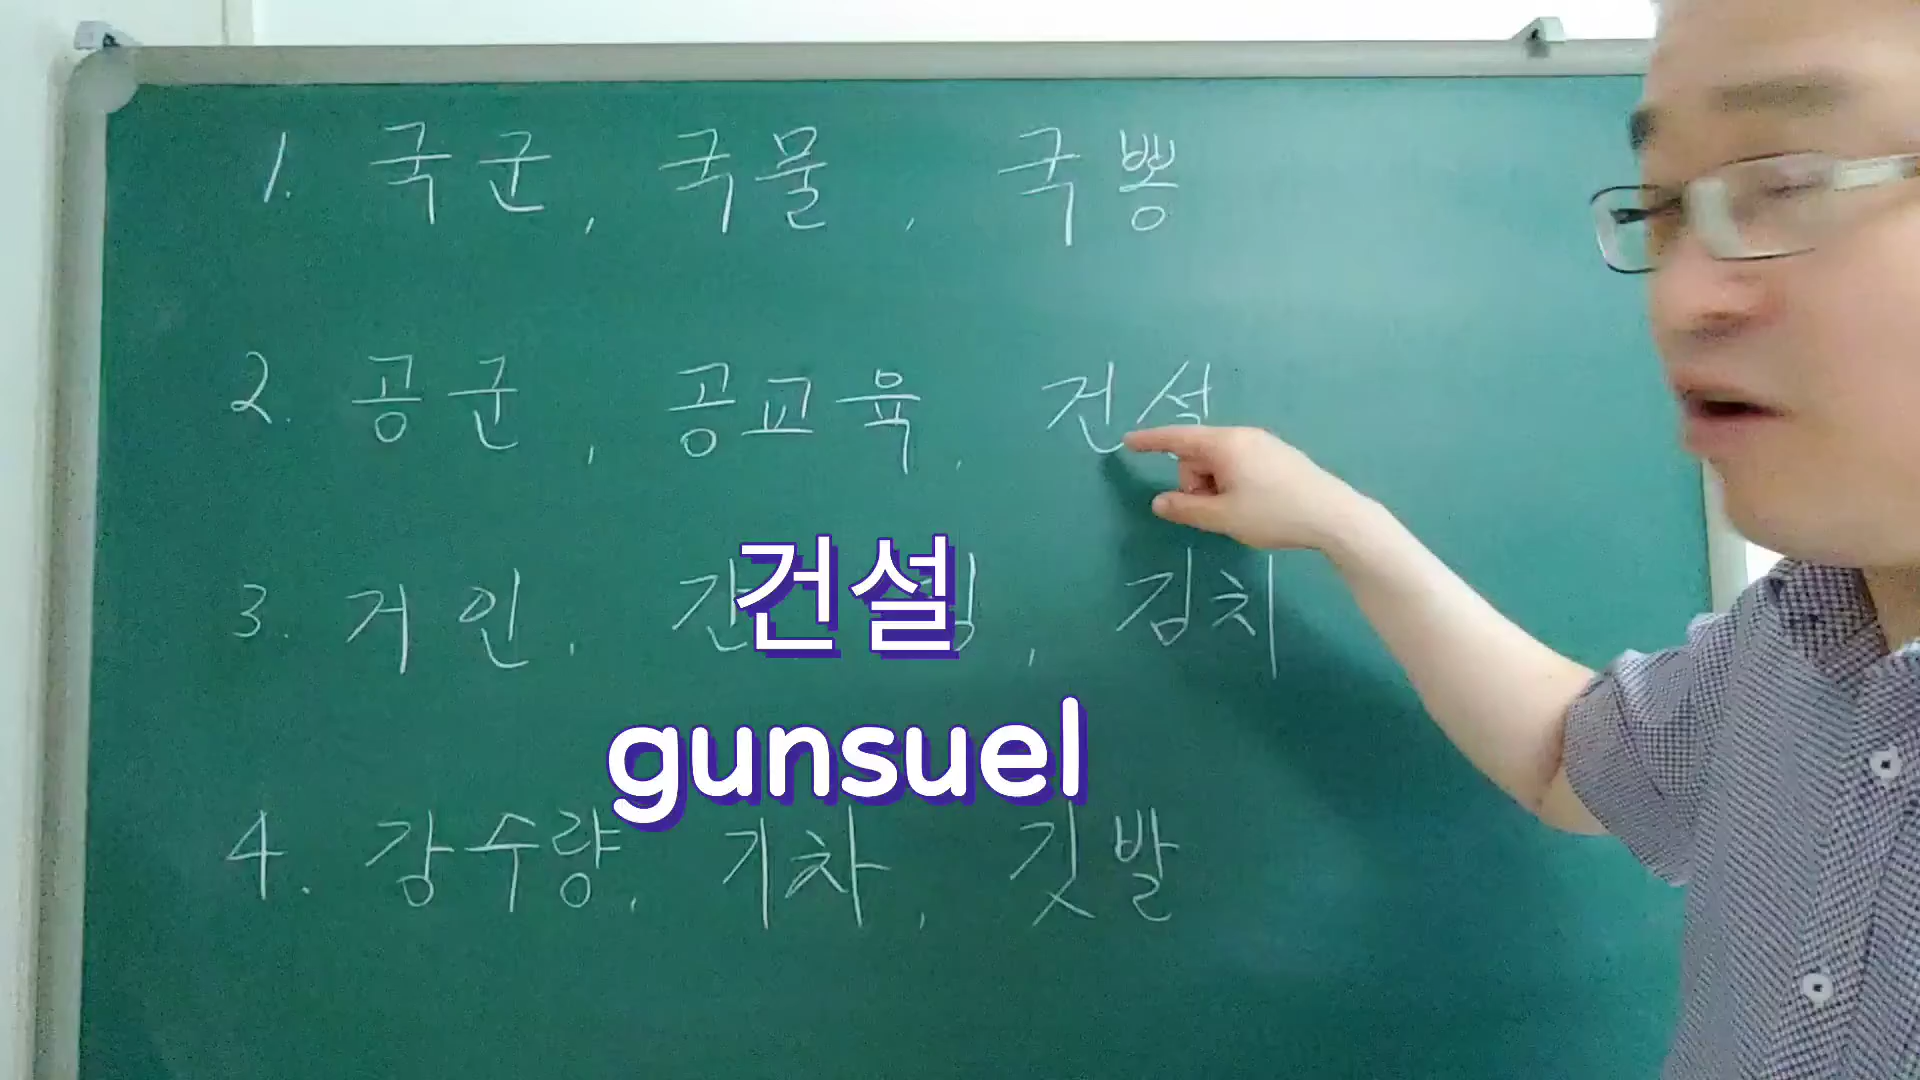 1. 국군, 국물, 국뽕
2. 공군, 공교육, 건설
3. 거인, 김치
건설
gunsuel
4. 강수량, 기차, 깃발